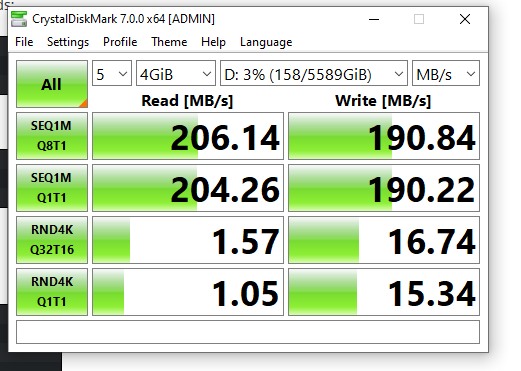 ds:
CrystalDiskMark 7.0.0 x64 [ADMIN]
File Settings Profile Theme Help Language
All 5 4GiB D: 3% (158/5589GiB) MB/s
Read [MB/s] Write [MB/s]
SEQ1M
Q8T1
206.14 190.84
SEQ1M
Q1T1
204.26 190.22
RND4K
Q32T16
1.57 16.74
RND4K
Q1T1
1.05 15.34